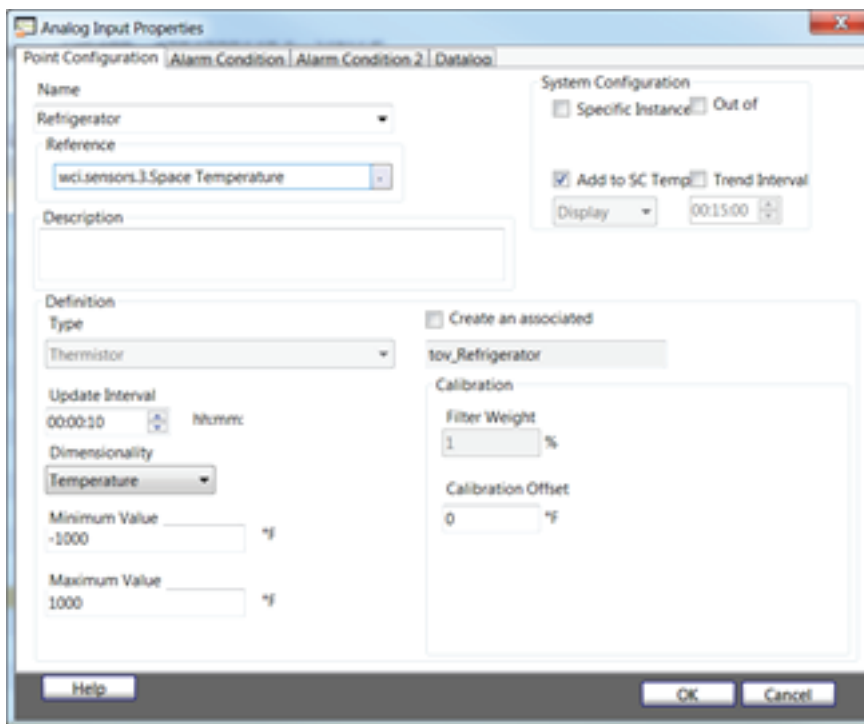 Analog Input Properties
Point Configuration Alarm Condition Alarm Condition 2 Datalog
Name
Refrigerator
Reference
wci.sensors.3.Space Temperature
Description
System Configuration
Specific Instance Out of
Add to SC Temp Trend Interval
Display 00:15:00
Definition
Type
Thermistor
Update Interval
00:00:10 hh:mm:
Dimensionality
Temperature
Minimum Value
-1000 °F
Maximum Value
1000 °F
Create an associated
tov_Refrigerator
Calibration
Filter Weight
1 %
Calibration Offset
0 °F
Help OK Cancel